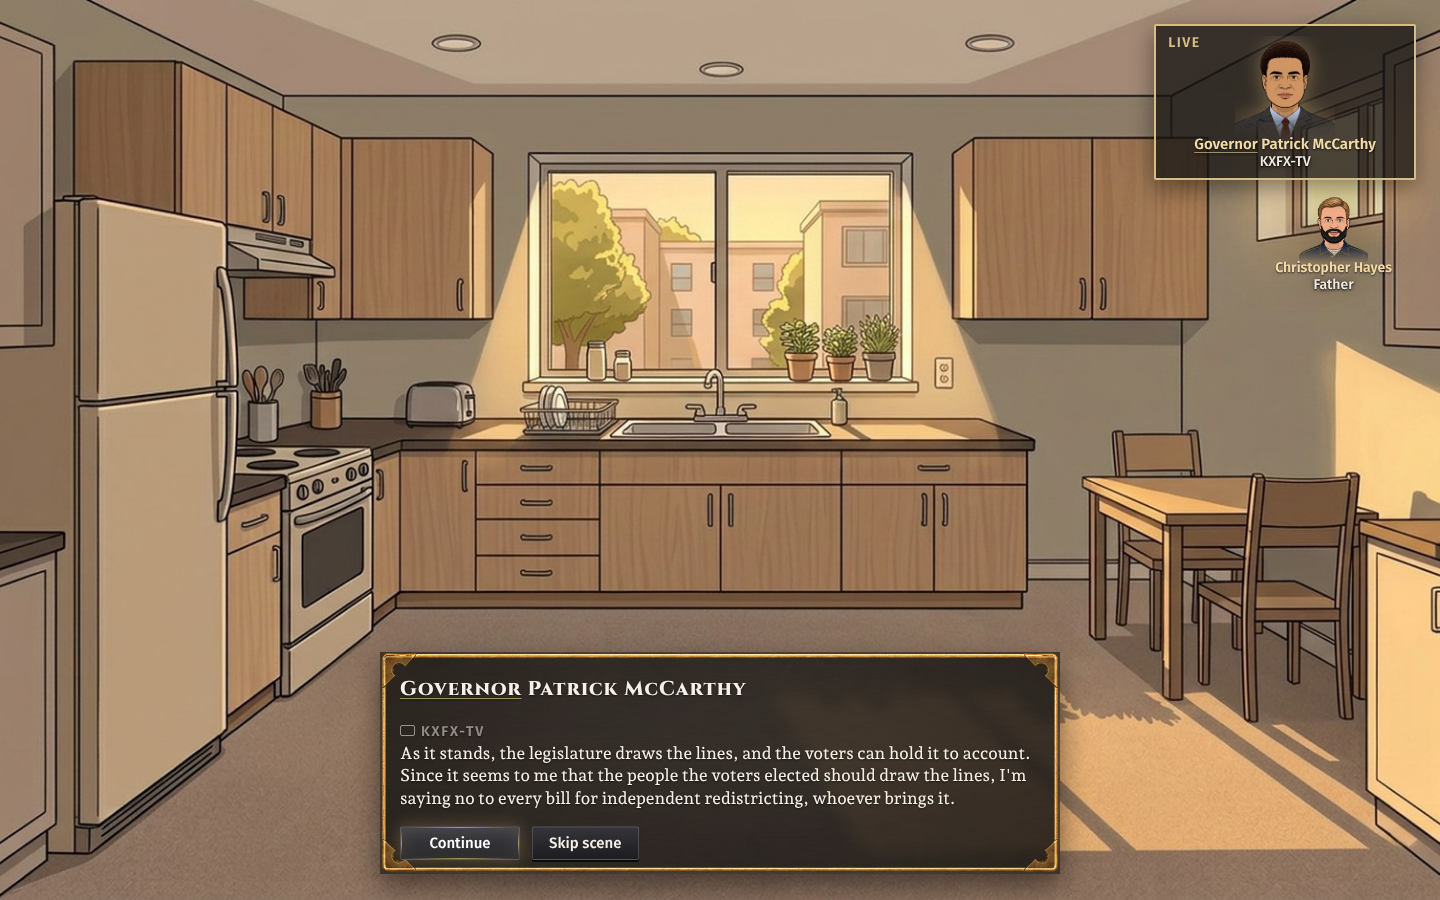 LIVE
Governor Patrick McCarthy
KXFX-TV
Christopher Hayes
Father
Governor Patrick McCarthy
KXFX-TV
As it stands, the legislature draws the lines, and the voters can hold it to account.
Since it seems to me that the people the voters elected should draw the lines, I'm
saying no to every bill for independent redistricting, whoever brings it.
Continue
Skip scene